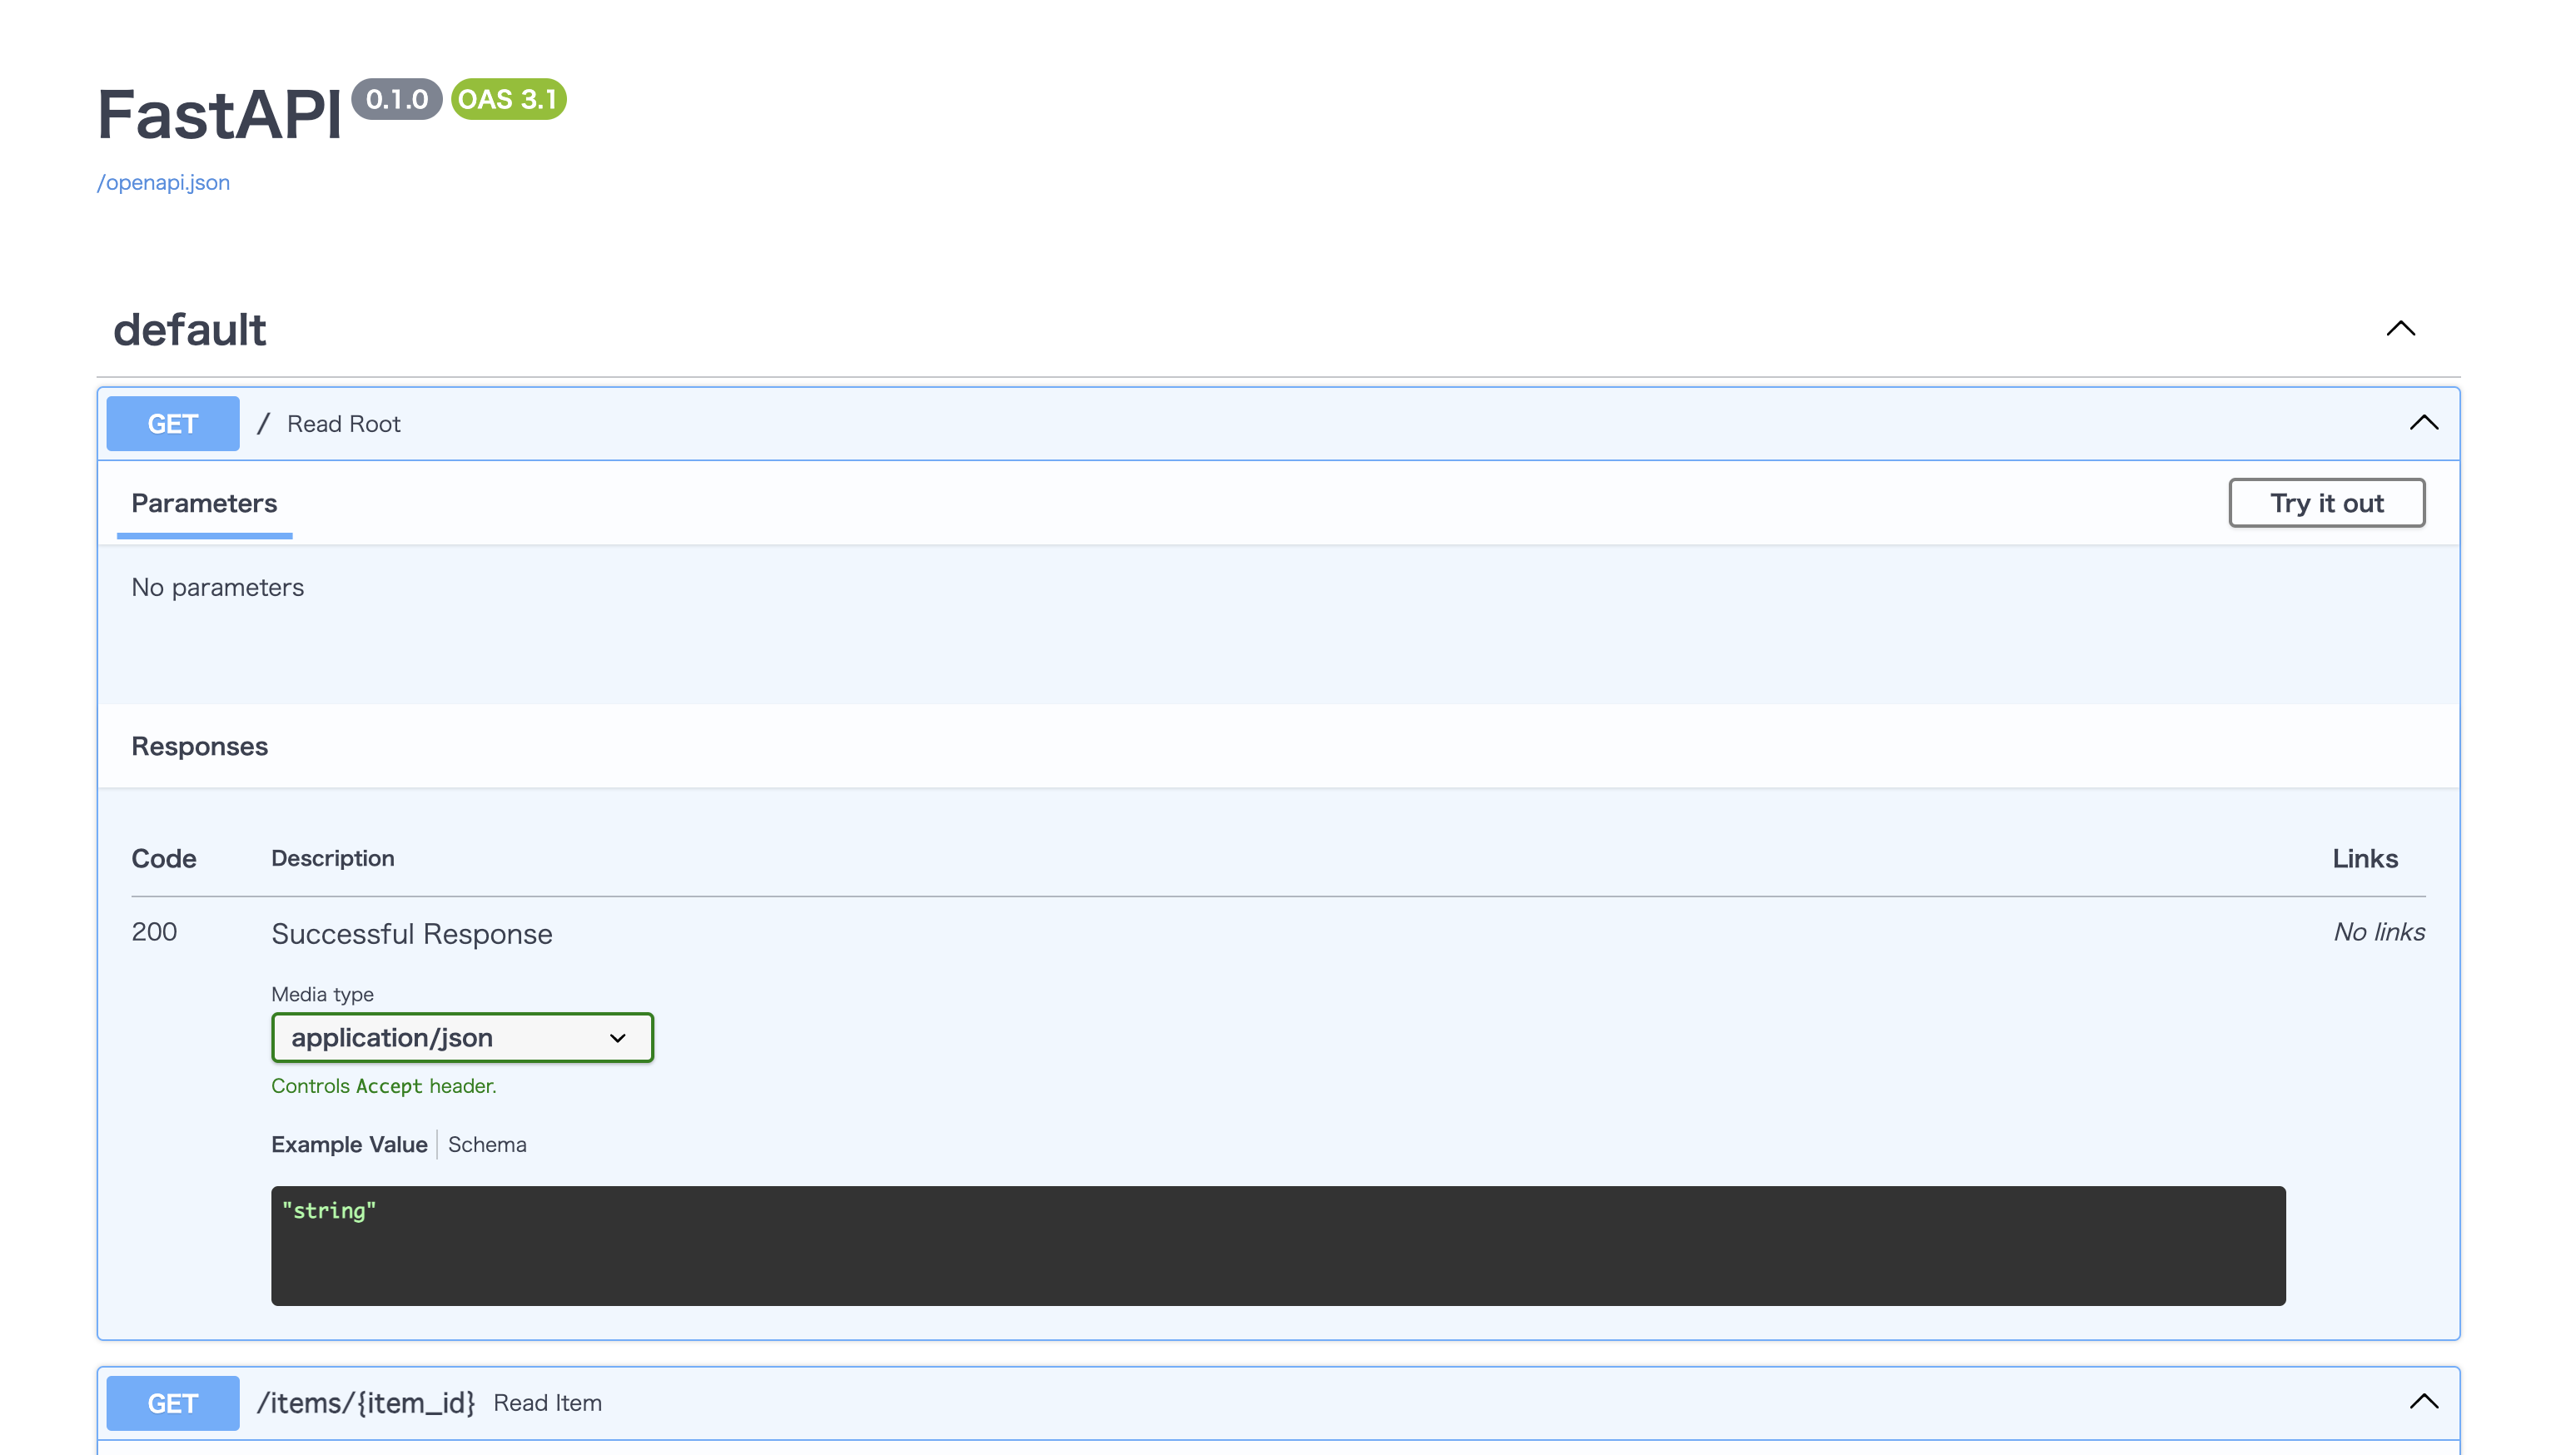 FastAPI 0.1.0 OAS 3.1
/openapi.json
default
GET / Read Root
Parameters Try it out
No parameters
Responses
Code Description Links
200 Successful Response No links
Media type
application/json
Controls Accept header.
Example Value Schema
"string"
GET /items/{item_id} Read Item